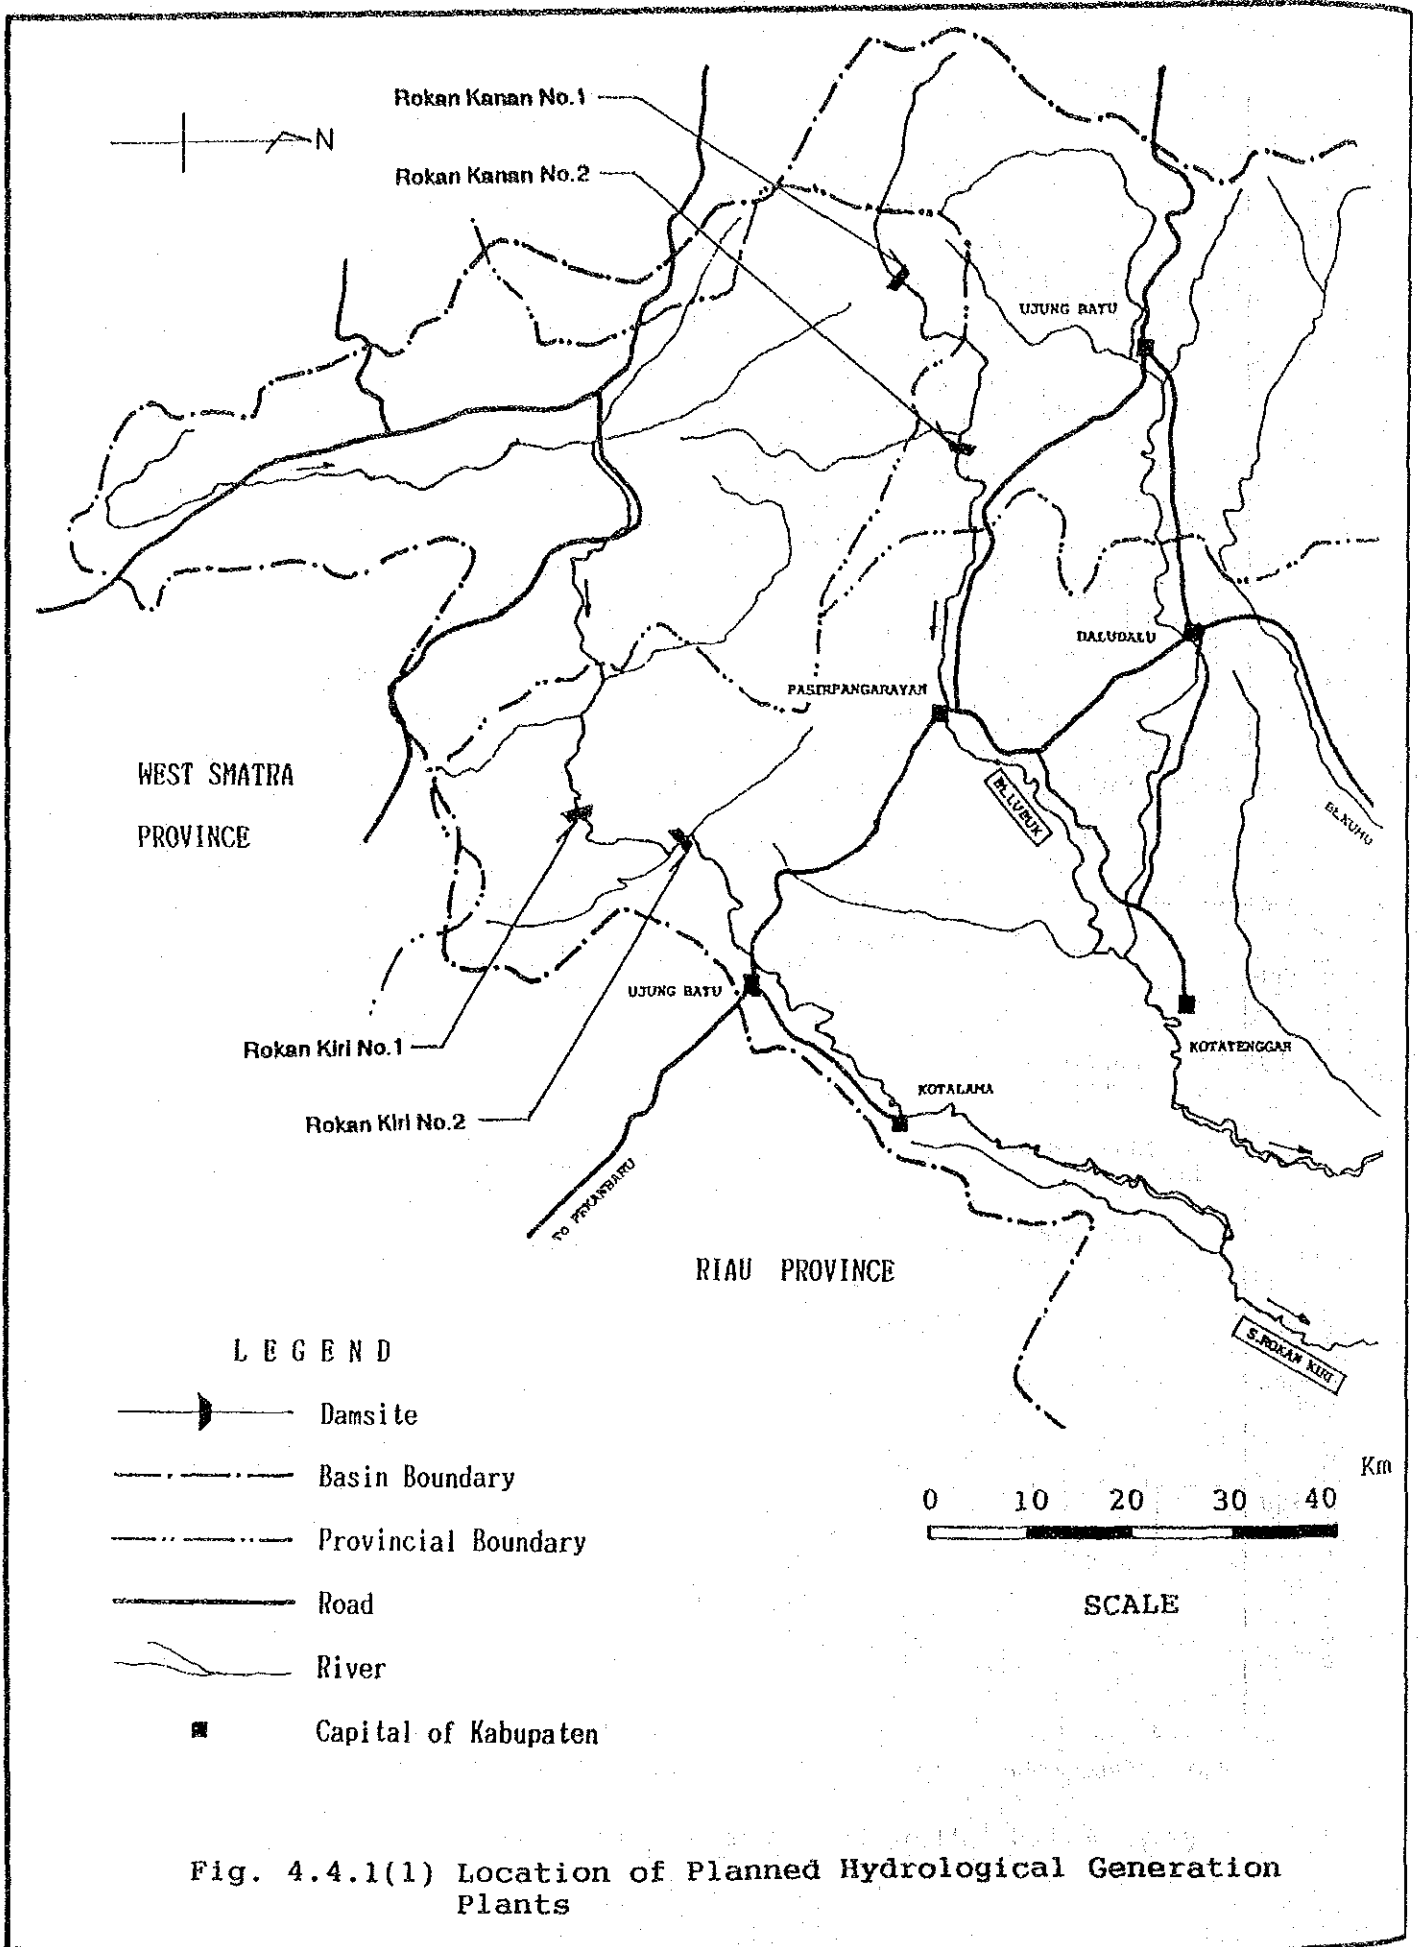 Rokan Kanan No.1
N
Rokan Kanan No.2
UJUNG BATU
DALUDALU
PASIRPANGARAYAN
WEST SMATRA
PROVINCE
M.LUBUK
UJUNG BATU
Rokan Kiri No.1
KOTATENGGAR
KOTALAMA
Rokan Kiri No.2
TO PEKANBARU
RIAU PROVINCE
S.ROKAN KIRI
LEGEND
Damsite
Basin Boundary
Km
0 10 20 30 40
Provincial Boundary
Road
SCALE
River
Capital of Kabupaten
Fig. 4.4.1(1) Location of Planned Hydrological Generation
Plants